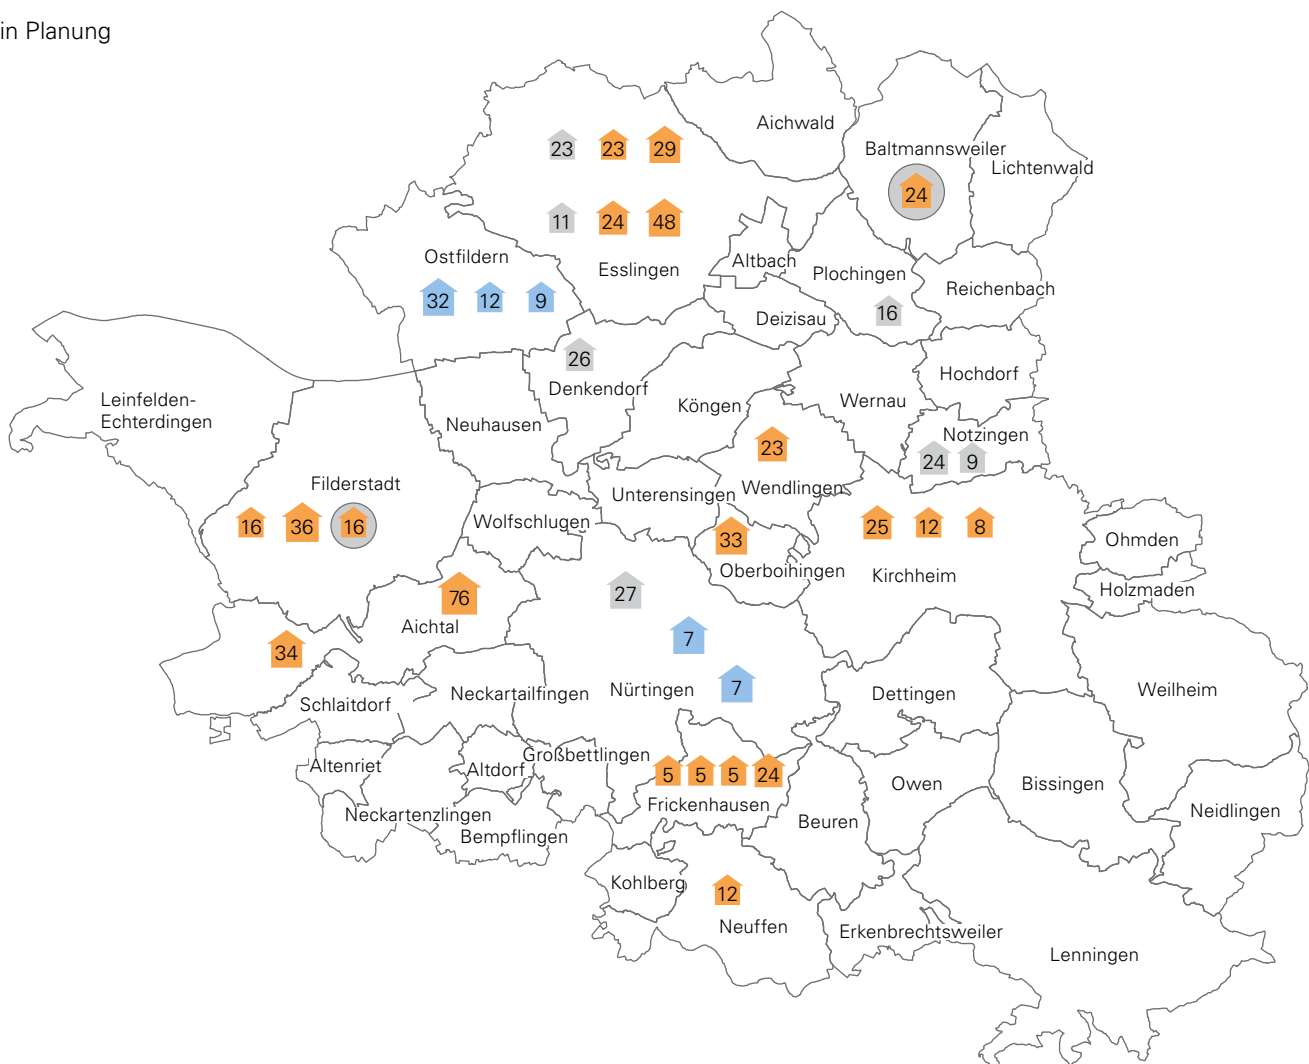 in Planung
Aichwald
23
23
29
Baltmannsweiler
Lichtenwald
24
11
24
48
Ostfildern
Esslingen
Altbach
Plochingen
Reichenbach
32
12
9
16
Deizisau
26
Denkendorf
Hochdorf
Leinfelden-
Echterdingen
Köngen
Wernau
Neuhausen
Notzingen
23
24
9
Filderstadt
Unterensingen
Wendlingen
16
36
16
Wolfschlugen
33
25
12
8
Ohmden
Oberboihingen
Kirchheim
Holzmaden
76
27
Aichtal
7
34
7
Schlaitdorf
Neckartailfingen
Nürtingen
Dettingen
Weilheim
Großbettlingen
Altenriet
Altdorf
5
5
5
24
Owen
Bissingen
Frickenhausen
Neckartenzlingen
Beuren
Neidlingen
Bempflingen
Kohlberg
12
Neuffen
Erkenbrechtsweiler
Lenningen